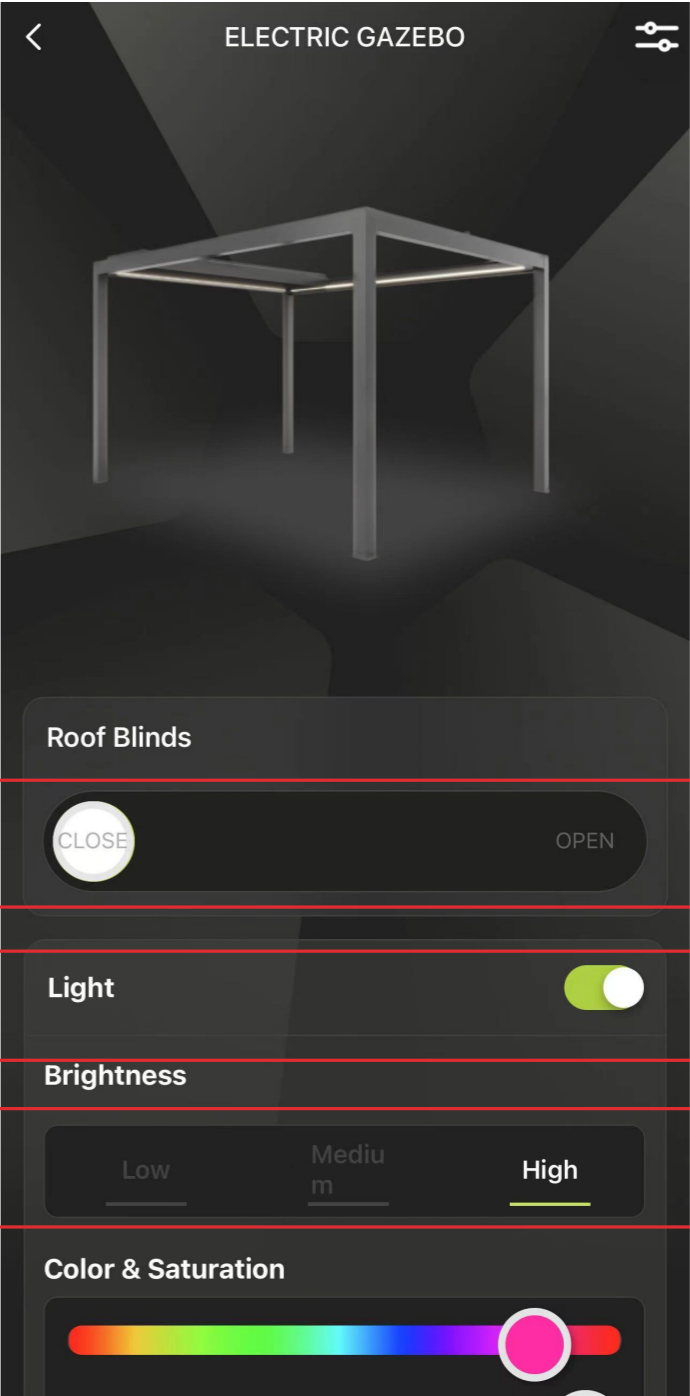 ELECTRIC GAZEBO
Roof Blinds
CLOSE OPEN
Light
Brightness
Low Mediu High
m
Color & Saturation